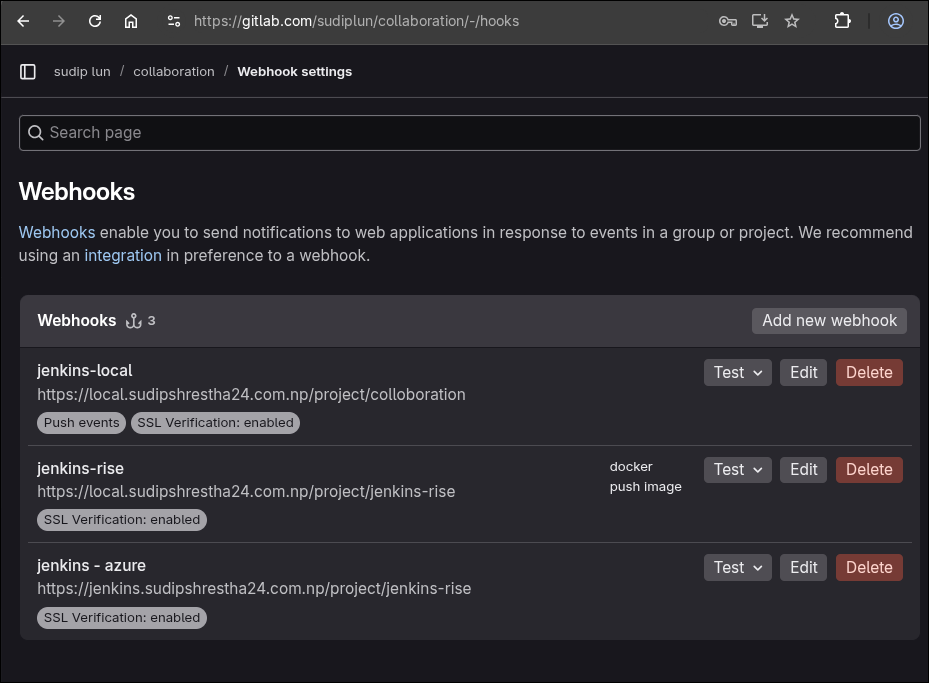 https://gitlab.com/sudiplun/collaboration/-/hooks
sudip lun / collaboration / Webhook settings
Search page
Webhooks
Webhooks enable you to send notifications to web applications in response to events in a group or project. We recommend
using an integration in preference to a webhook.
Webhooks 3
Add new webhook
jenkins-local
https://local.sudipshrestha24.com.np/project/colloboration
Push events SSL Verification: enabled
Test Edit Delete
jenkins-rise
https://local.sudipshrestha24.com.np/project/jenkins-rise
SSL Verification: enabled
docker
push image
Test Edit Delete
jenkins - azure
https://jenkins.sudipshrestha24.com.np/project/jenkins-rise
SSL Verification: enabled
Test Edit Delete